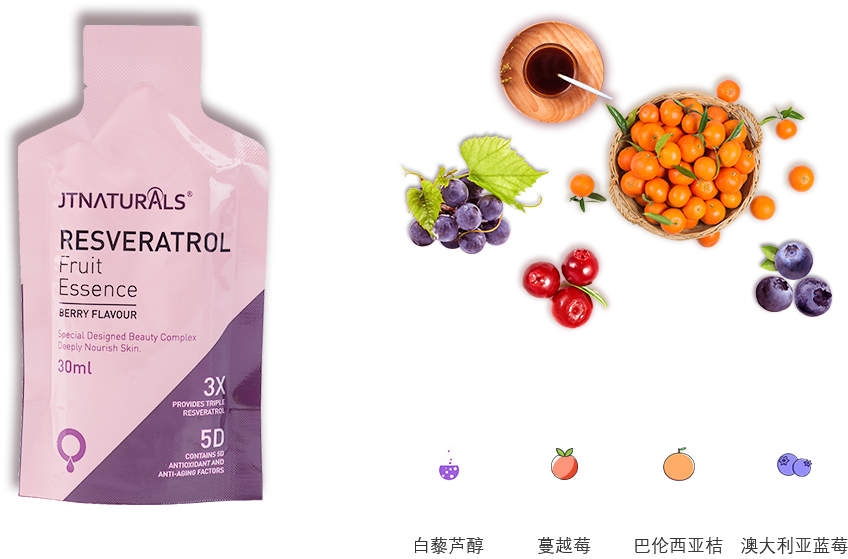 JTNATURALS®
RESVERATROL
Fruit
Essence
BERRY FLAVOUR
Special Designed Beauty Complex
Deeply Nourish Skin.
30ml
3X
PROVIDES TRIPLE
RESVERATROL
5D
CONTAINS 5D
ANTIOXIDANT AND
ANTI-AGING FACTORS
白藜芦醇
蔓越莓
巴伦西亚桔
澳大利亚蓝莓